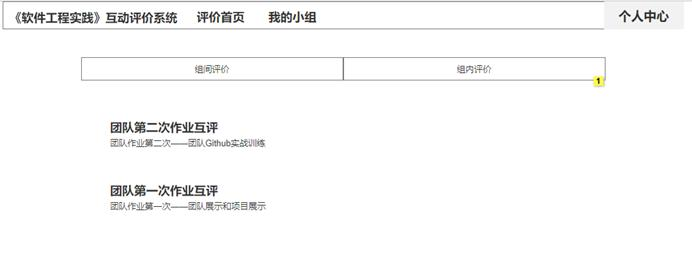 《软件工程实践》互动评价系统 评价首页 我的小组 个人中心
组间评价 组内评价
1
团队第二次作业互评
团队作业第二次——团队Github实战训练
团队第一次作业互评
团队作业第一次——团队展示和项目展示